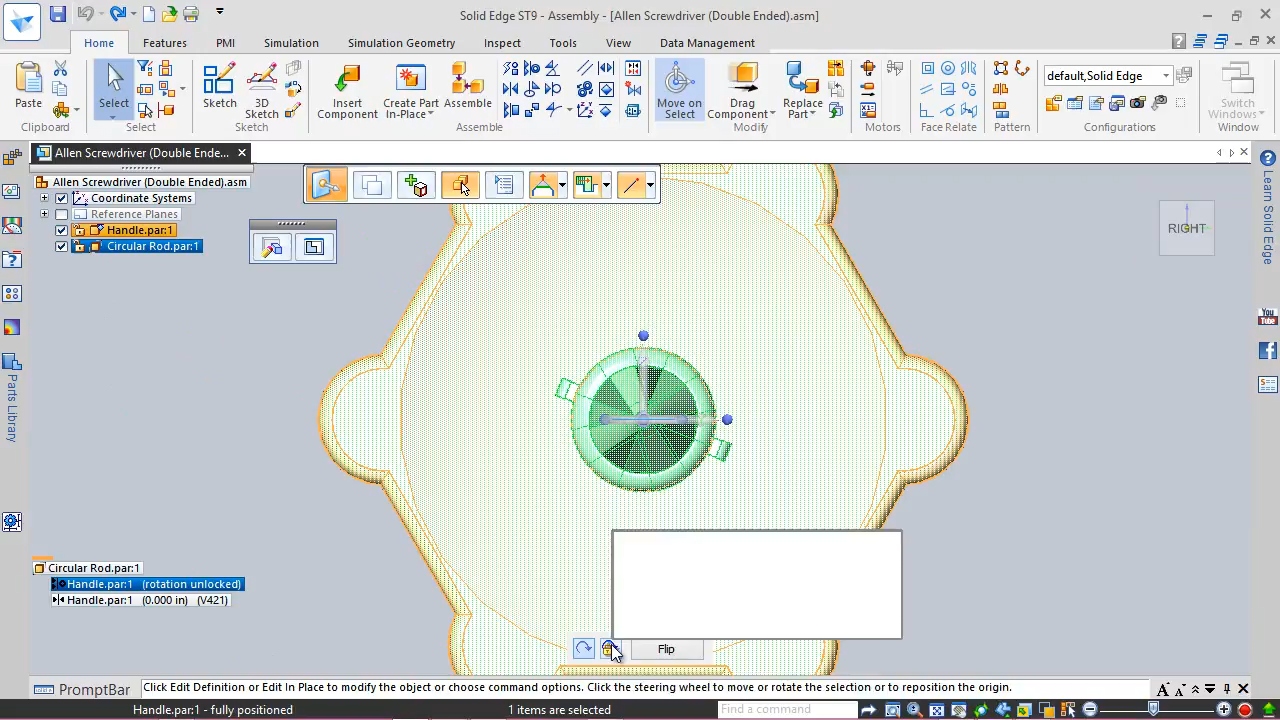 Solid Edge ST9 - Assembly - [Allen Screwdriver (Double Ended).asm]
Home
Features
PMI
Simulation
Simulation Geometry
Inspect
Tools
View
Data Management
Paste
Clipboard
Select
Select
Sketch
3D Sketch
Sketch
Insert Component
Create Part In-Place
Assembly
Assemble
Move on Select
Drag Component
Replace Part
Modify
Motors
Face Relate
Pattern
default,Solid Edge
Configurations
Switch Windows
Window
Allen Screwdriver (Double Ende...
Allen Screwdriver (Double Ended).asm
Coordinate Systems
Reference Planes
Handle.par:1
Circular Rod.par:1
RIGHT
Parts Library
Learn Solid Edge
You Tube
Circular Rod.par:1
Handle.par:1 (rotation unlocked)
Handle.par:1 (0.000 in) (V421)
Flip
PromptBar
Click Edit Definition or Edit In Place to modify the object or choose command options. Click the steering wheel to move or rotate the selection or to reposition the origin.
Handle.par:1 - fully positioned
1 items are selected
Find a command